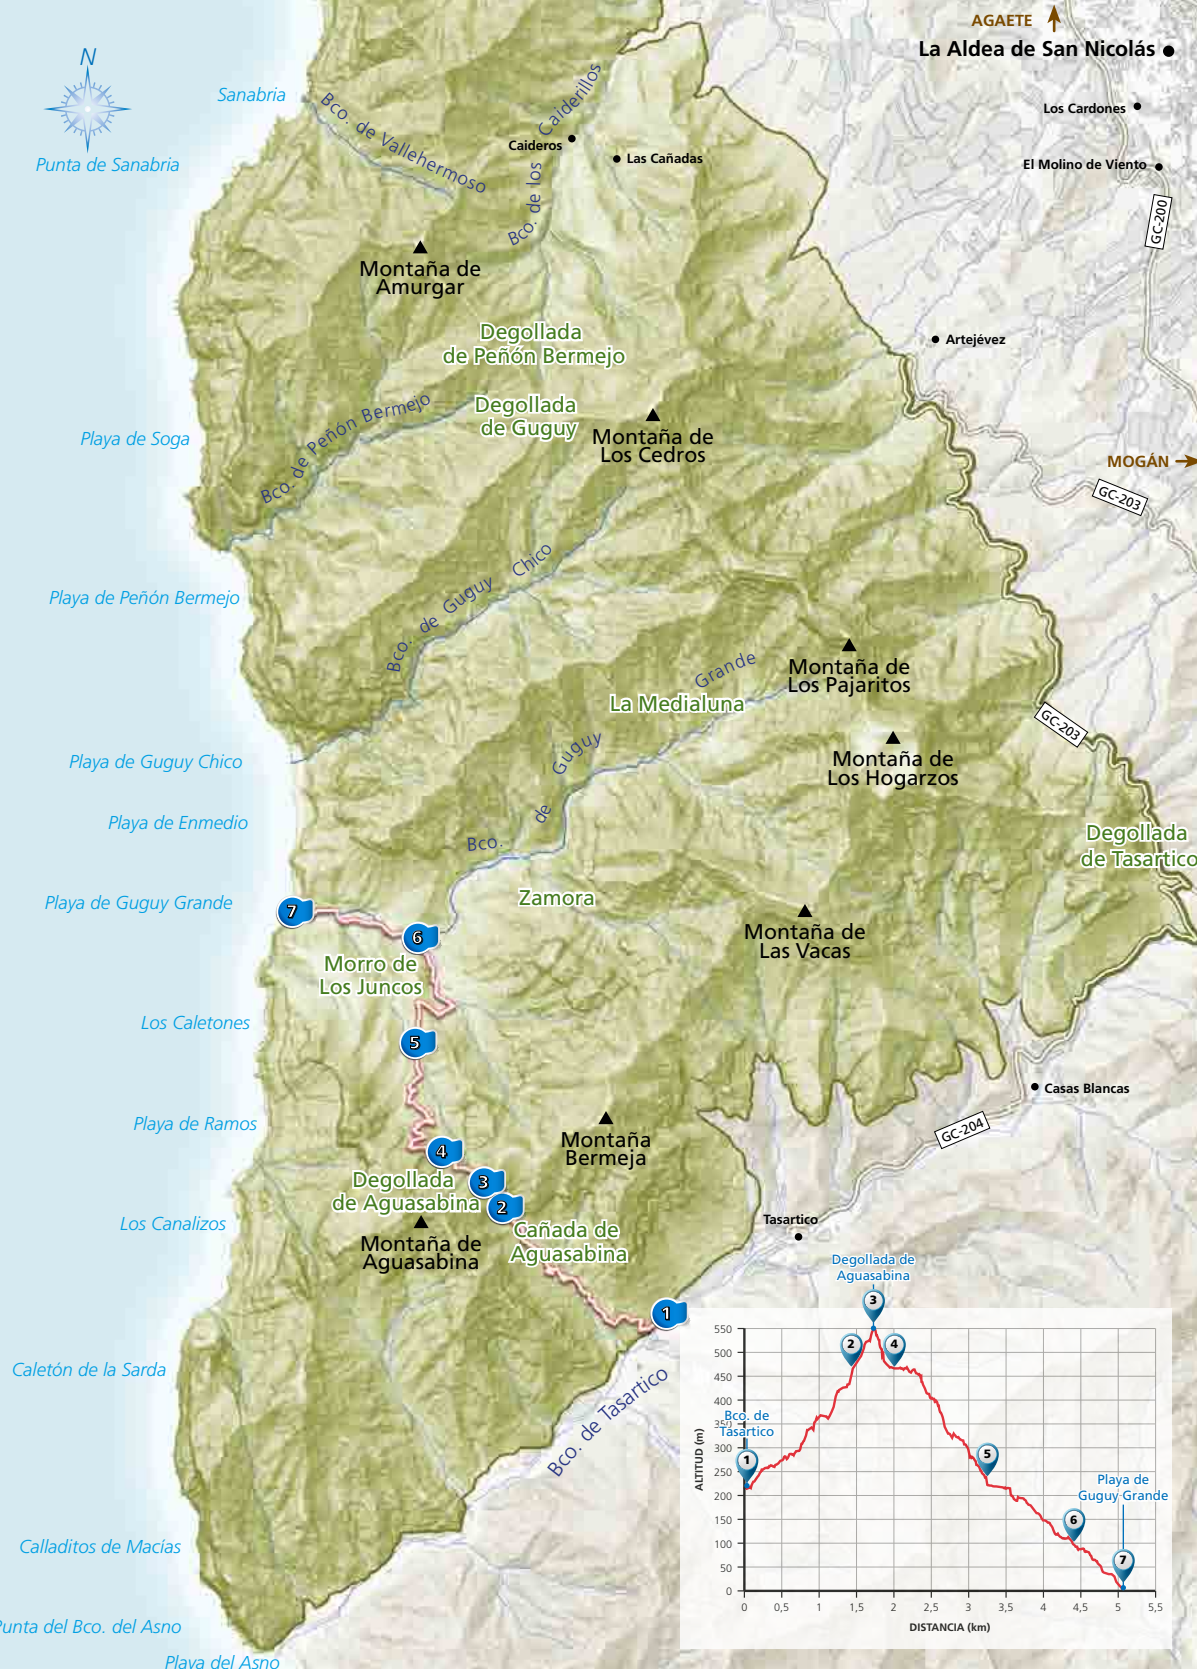 AGAETE
La Aldea de San Nicolás
N
Sanabria
Los Cardones
Bco. de Vallehermoso
Bco. de los Caiderillos
Caideros
Las Cañadas
Punta de Sanabria
El Molino de Viento
GC-200
Montaña de
Amurgar
Degollada
de Peñón Bermejo
Artejévez
Degollada
de Guguy
Bco. de Peñón Bermejo
Playa de Soga
Montaña de
Los Cedros
MOGÁN
GC-203
Bco. de Guguy Chico
Playa de Peñón Bermejo
Montaña de
Los Pajaritos
La Medialuna
Bco. de Guguy Grande
GC-203
Playa de Guguy Chico
Montaña de
Los Hogarzos
Playa de Enmedio
Degollada
de Tasartico
Playa de Guguy Grande
Zamora
7
6
Montaña de
Las Vacas
Morro de
Los Juncos
Los Caletones
5
Casas Blancas
Playa de Ramos
GC-204
Montaña
Bermeja
4
3
2
Degollada
de Aguasabina
Los Canalizos
Cañada de
Aguasabina
Montaña de
Aguasabina
Tasartico
1
Caletón de la Sarda
Bco. de Tasartico
Calladitos de Macías
Punta del Bco. del Asno
Playa del Asno
Degollada de
Aguasabina
3
2
4
550
500
450
400
350
300
250
200
150
100
50
0
ALTITUD (m)
Bco. de
Tasartico
1
5
Playa de
Guguy Grande
6
7
0 0,5 1 1,5 2 2,5 3 3,5 4 4,5 5 5,5
DISTANCIA (km)